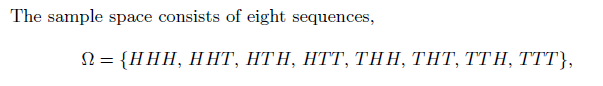 The sample space consists of eight sequences,
Ω = {HHH, HHT, HTH, HTT, THH, THT, TTH, TTT},